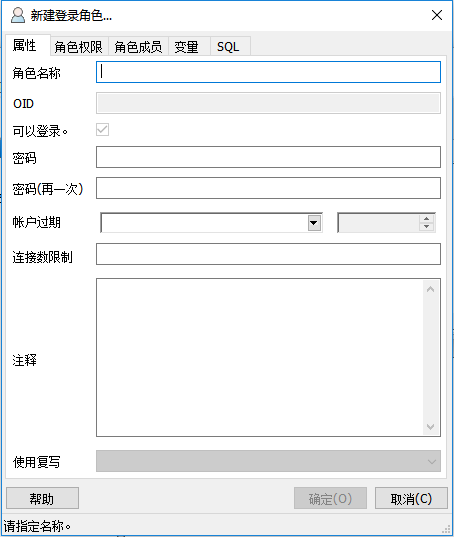 新建登录角色...
属性 角色权限 角色成员 变量 SQL
角色名称
OID
可以登录。
密码
密码(再一次)
帐户过期
连接数限制
注释
使用复写
帮助 确定(O) 取消(C)
请指定名称。